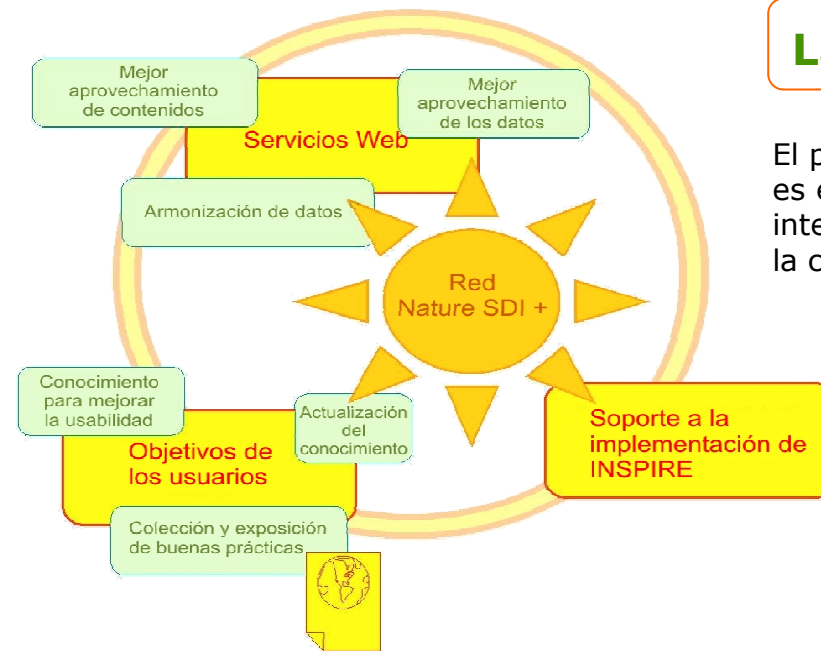 Mejor
aprovechamiento
de contenidos
Mejor
aprovechamiento
de los datos
Servicios Web
Armonización de datos
Red
Nature SDI +
Conocimiento
para mejorar
la usabilidad
Actualización
del
conocimiento
Objetivos de
los usuarios
Colección y exposición
de buenas prácticas
Soporte a la
implementación de
INSPIRE
El
es
la